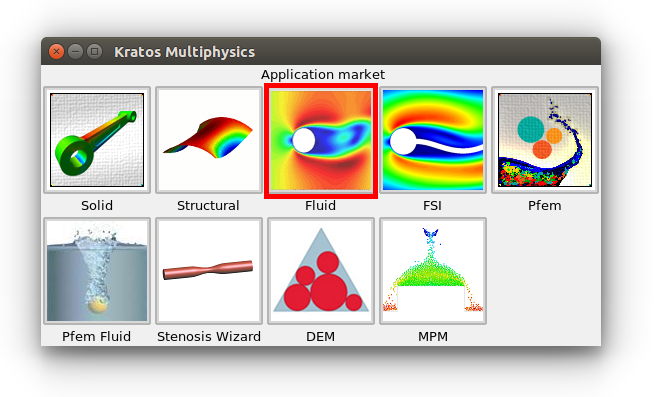 Kratos Multiphysics
Application market
Solid
Structural
Fluid
FSI
Pfem
Pfem Fluid
Stenosis Wizard
DEM
MPM